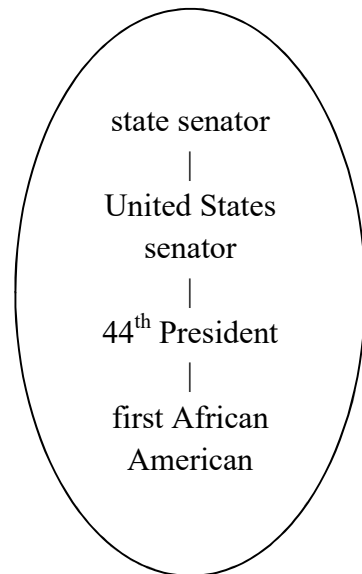 state senator
|
United States
senator
|
44th President
|
first African
American